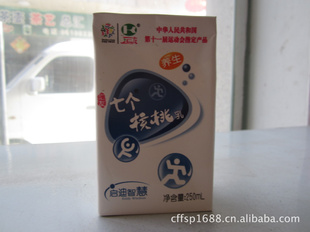 中华人民共和国
第十一届运动会指定产品
养生
七个
核桃乳
启迪智慧
净含量:250mL
cffsp1688.cn.alibaba.com